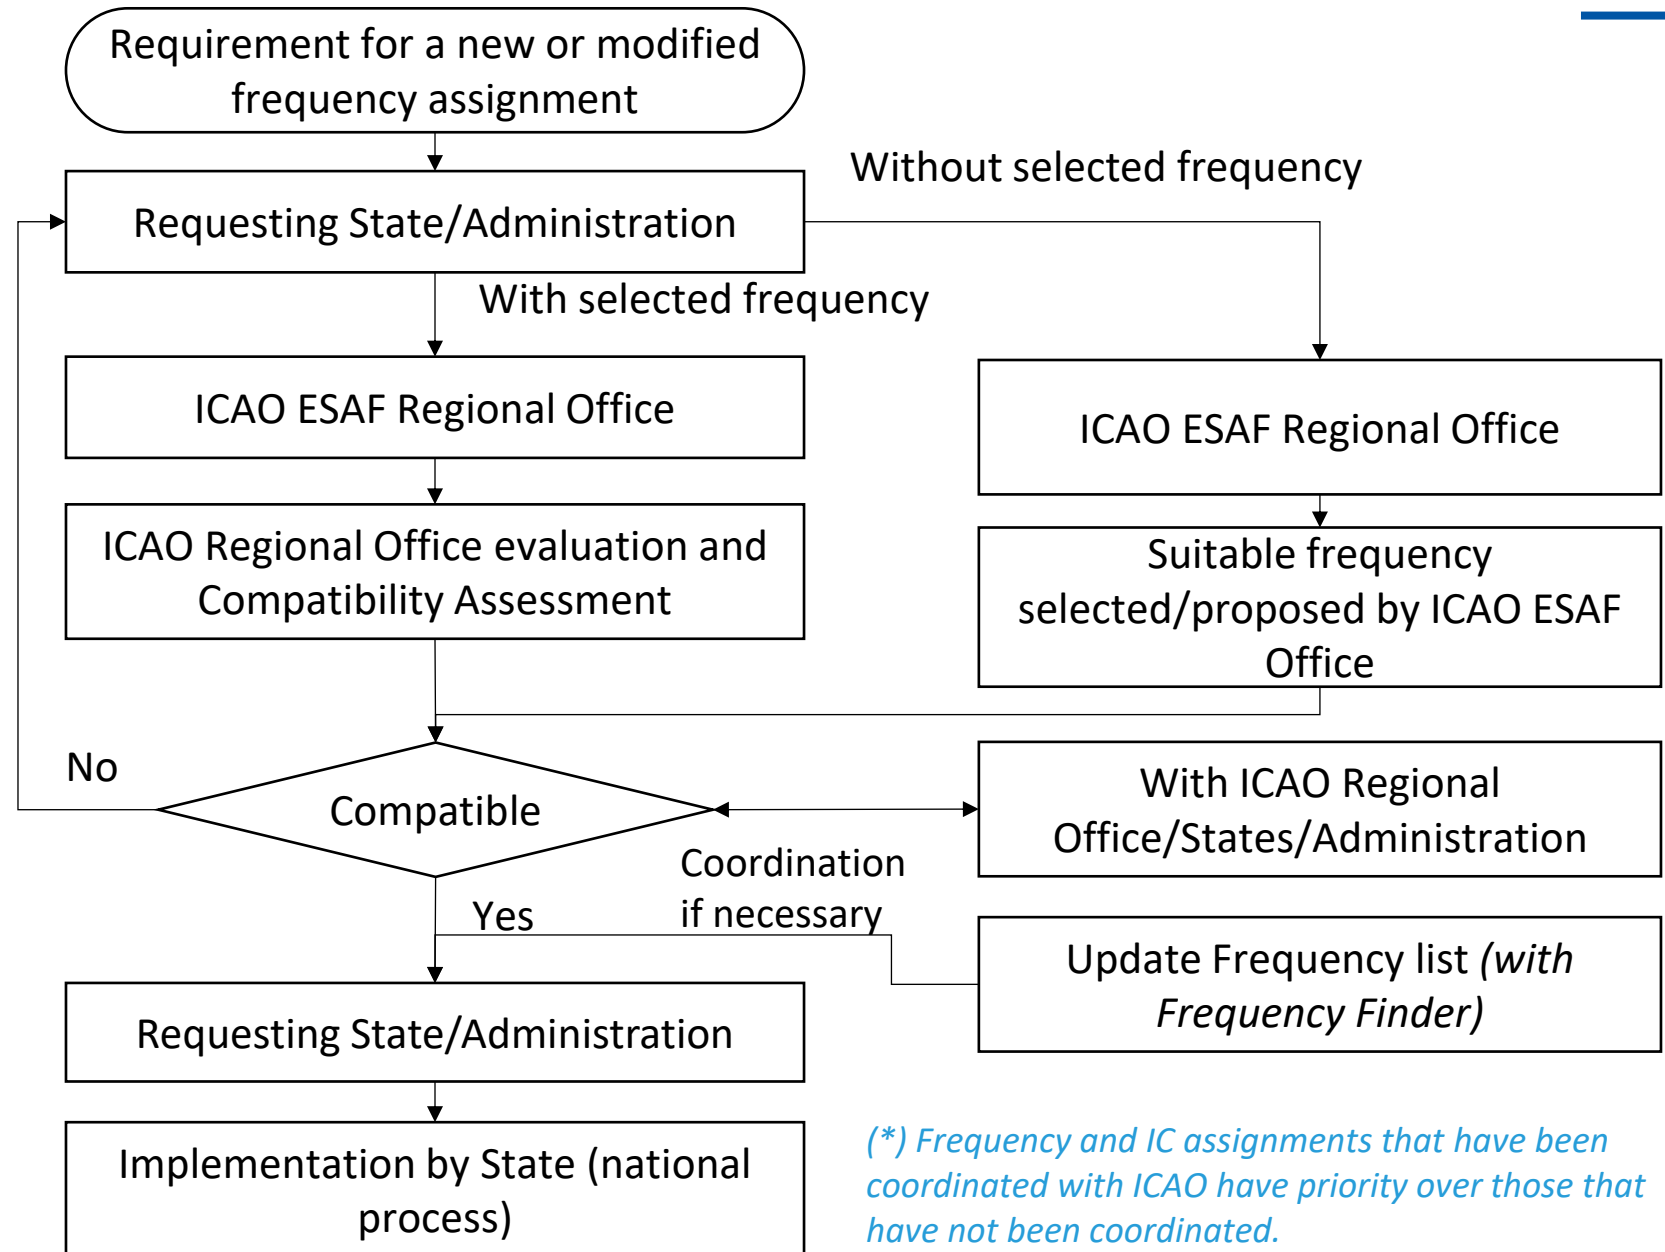 Requirement for a new or modified
frequency assignment
Without selected frequency
Requesting State/Administration
With selected frequency
ICAO ESAF Regional Office
ICAO ESAF Regional Office
ICAO Regional Office evaluation and
Compatibility Assessment
Suitable frequency
selected/proposed by ICAO ESAF
Office
No
Compatible
With ICAO Regional
Office/States/Administration
Coordination
if necessary
Yes
Update Frequency list (with
Frequency Finder)
Requesting State/Administration
Implementation by State (national
process)
(*) Frequency and IC assignments that have been
coordinated with ICAO have priority over those that
have not been coordinated.